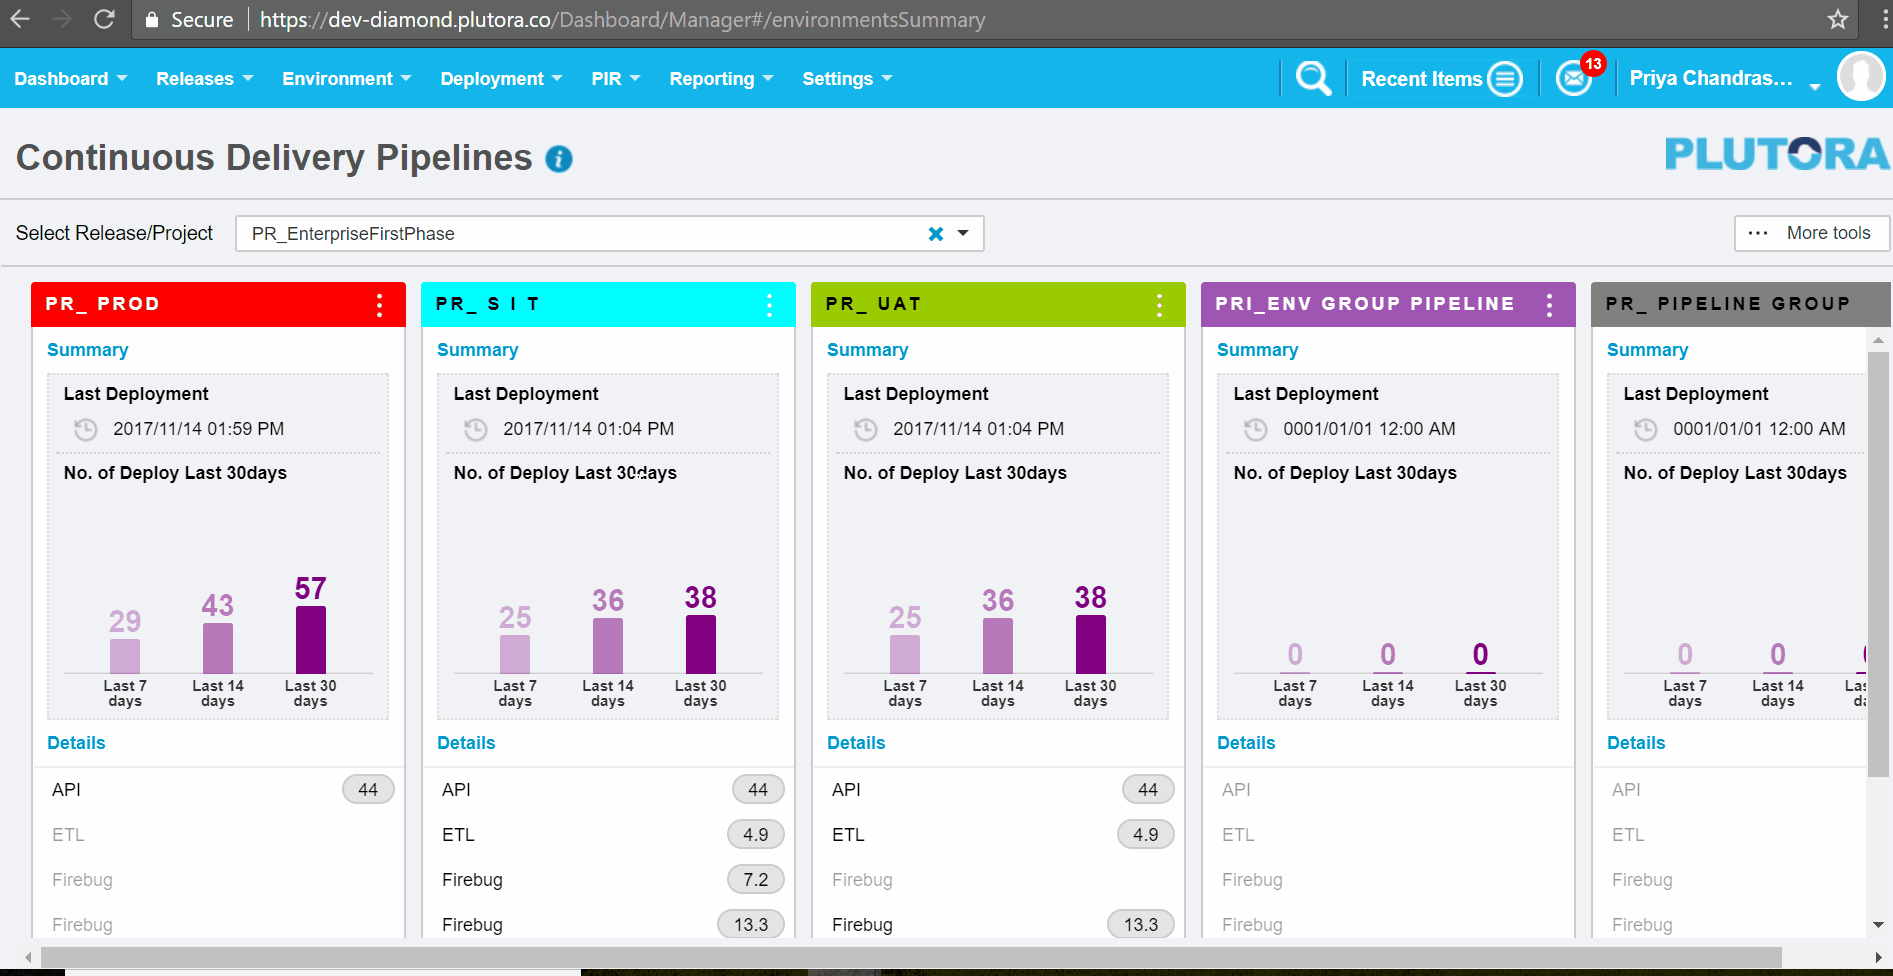 Secure https://dev-diamond.plutora.co/Dashboard/Manager#/environmentsSummary
Dashboard Releases Environment Deployment PIR Reporting Settings Recent Items 13 Priya Chandras...
Continuous Delivery Pipelines i
PLUTORA
Select Release/Project PR_EnterpriseFirstPhase ... More tools
PR_ PROD
Summary
Last Deployment
2017/11/14 01:59 PM
No. of Deploy Last 30days
29 43 57
Last 7 days Last 14 days Last 30 days
Details
API 44
ETL
Firebug
Firebug
PR_ S I T
Summary
Last Deployment
2017/11/14 01:04 PM
No. of Deploy Last 30days
25 36 38
Last 7 days Last 14 days Last 30 days
Details
API 44
ETL 4.9
Firebug 7.2
Firebug 13.3
PR_ UAT
Summary
Last Deployment
2017/11/14 01:04 PM
No. of Deploy Last 30days
25 36 38
Last 7 days Last 14 days Last 30 days
Details
API 44
ETL 4.9
Firebug
Firebug 13.3
PRI_ENV GROUP PIPELINE
Summary
Last Deployment
0001/01/01 12:00 AM
No. of Deploy Last 30days
0 0 0
Last 7 days Last 14 days Last 30 days
Details
API
ETL
Firebug
Firebug
PR_ PIPELINE GROUP
Summary
Last Deployment
0001/01/01 12:00 AM
No. of Deploy Last 30days
0 0
Last 7 days Last 14 days
Details
API
ETL
Firebug
Firebug